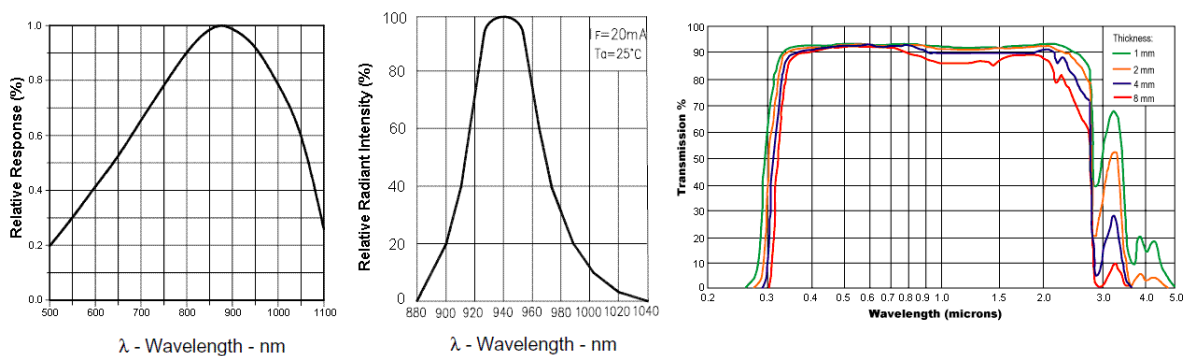 Relative Response (%)
1.0
0.8
0.6
0.4
0.2
0.0
500 600 700 800 900 1000 1100
λ - Wavelength - nm
Relative Radiant Intensity (%)
100
80
60
40
20
0
IF=20mA
Ta=25°C
880 900 920 940 960 980 1000 1020 1040
λ - Wavelength - nm
Transmission %
100
90
80
70
60
50
40
30
20
10
0
Thickness:
1 mm
2 mm
4 mm
8 mm
0.2 0.3 0.4 0.5 0.6 0.7 0.8 0.9 1.0 1.5 2.0 3.0 4.0 5.0
Wavelength (microns)